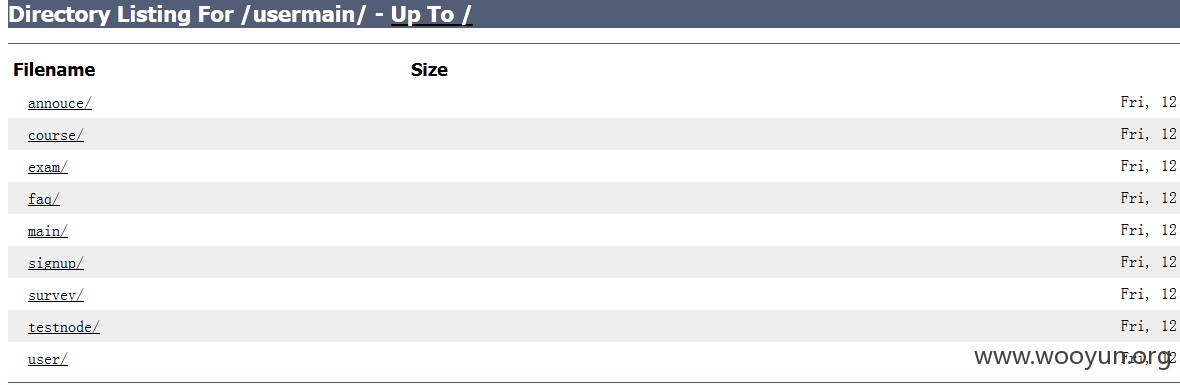 Directory Listing For /usermain/ - Up To /
Filename Size
annouce/ Fri, 12
course/ Fri, 12
exam/ Fri, 12
faq/ Fri, 12
main/ Fri, 12
signup/ Fri, 12
survey/ Fri, 12
testnode/ Fri, 12
user/ Fri, 12
www.wooyun.org